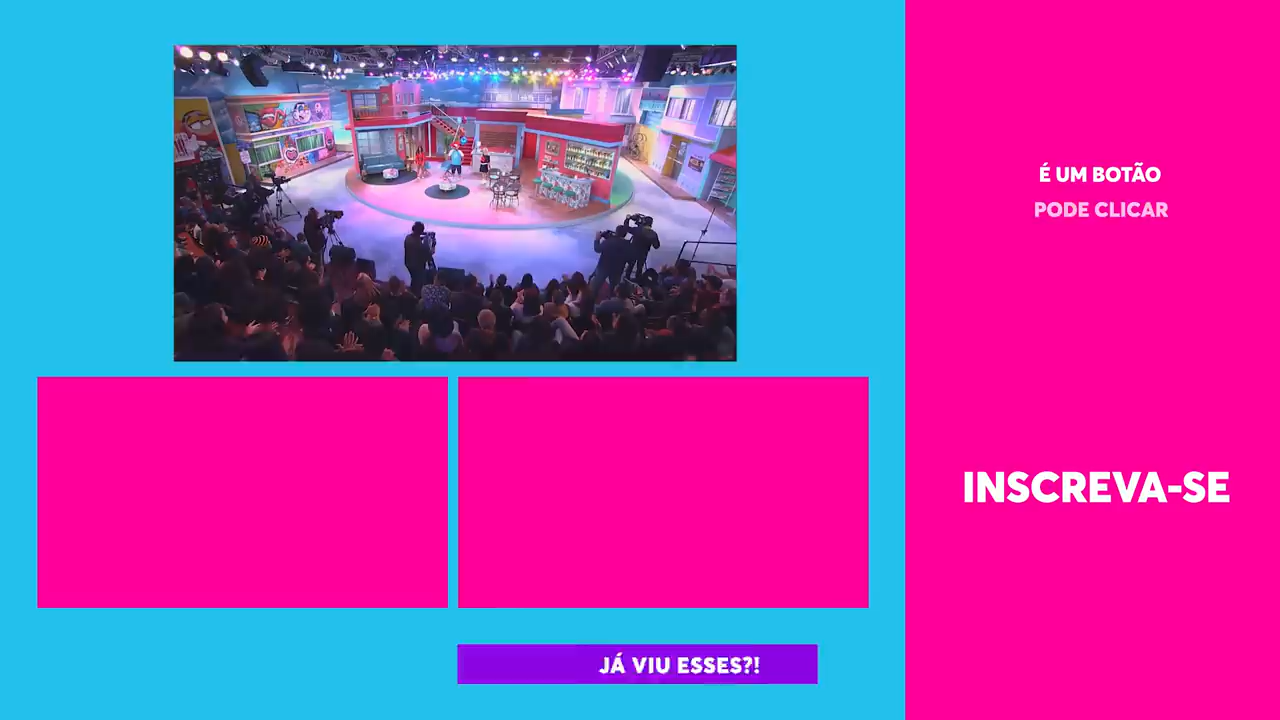 É UM BOTÃO
PODE CLICAR
INSCREVA-SE
JÁ VIU ESSES?!